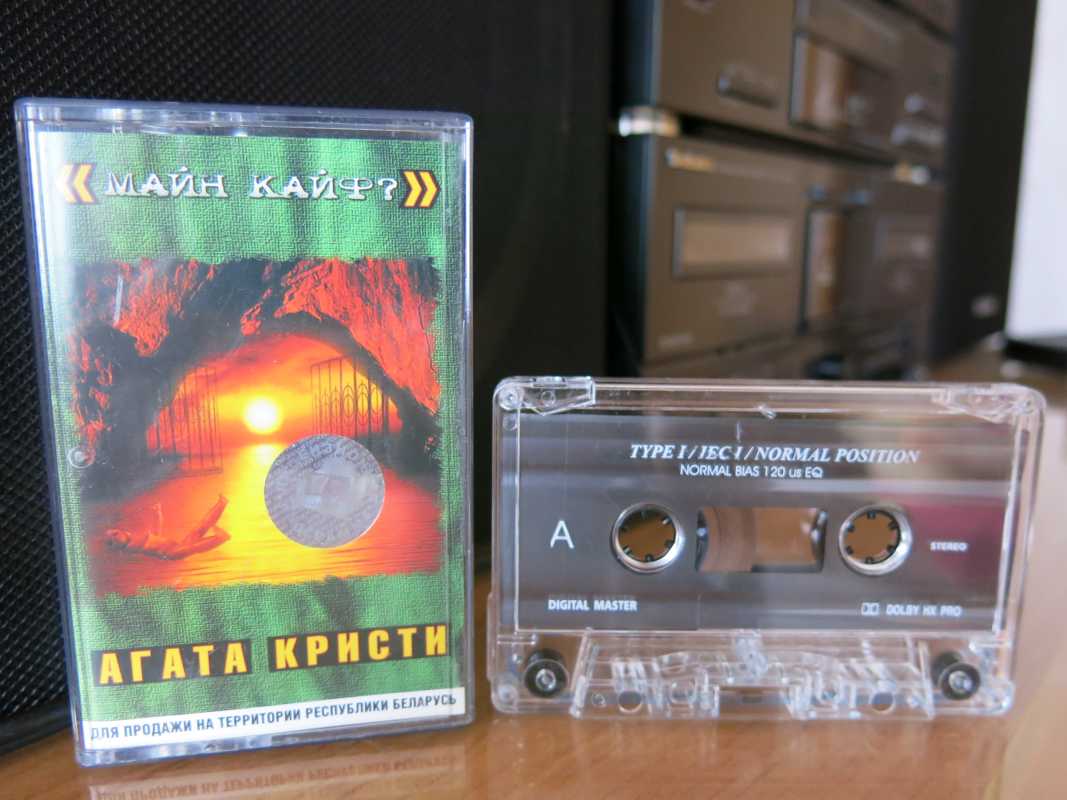 «МАЙН КАЙФ?»
АГАТА КРИСТИ
ДЛЯ ПРОДАЖИ НА ТЕРРИТОРИИ РЕСПУБЛИКИ БЕЛАРУСЬ
TYPE I / IEC I / NORMAL POSITION
NORMAL BIAS 120 us EQ
A
STEREO
DIGITAL MASTER
DOLBY HX PRO